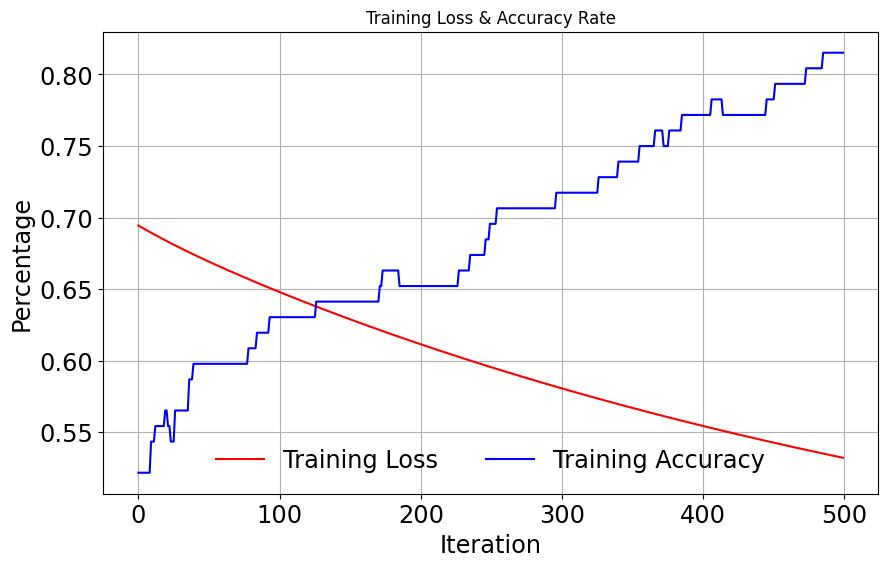 Training Loss & Accuracy Rate
0.80
0.75
0.70
0.65
0.60
0.55
Percentage
Training Loss
Training Accuracy
0 100 200 300 400 500
Iteration